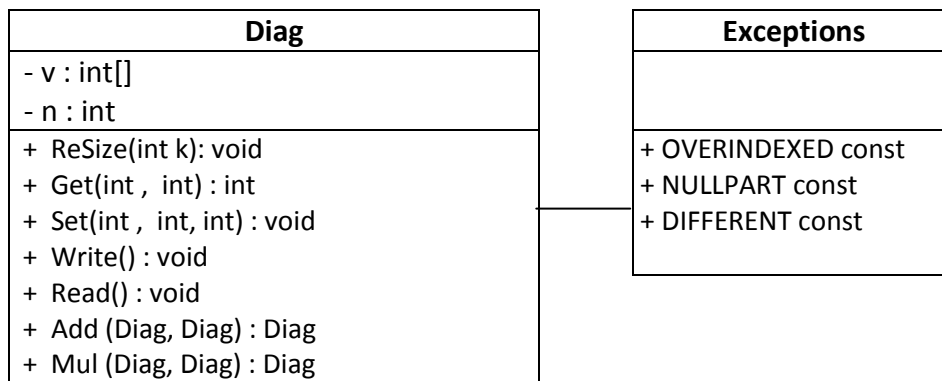 Diag
- v : int[]
- n : int
+ ReSize(int k): void
+ Get(int , int) : int
+ Set(int , int, int) : void
+ Write() : void
+ Read() : void
+ Add (Diag, Diag) : Diag
+ Mul (Diag, Diag) : Diag
Exceptions
+ OVERINDEXED const
+ NULLPART const
+ DIFFERENT const